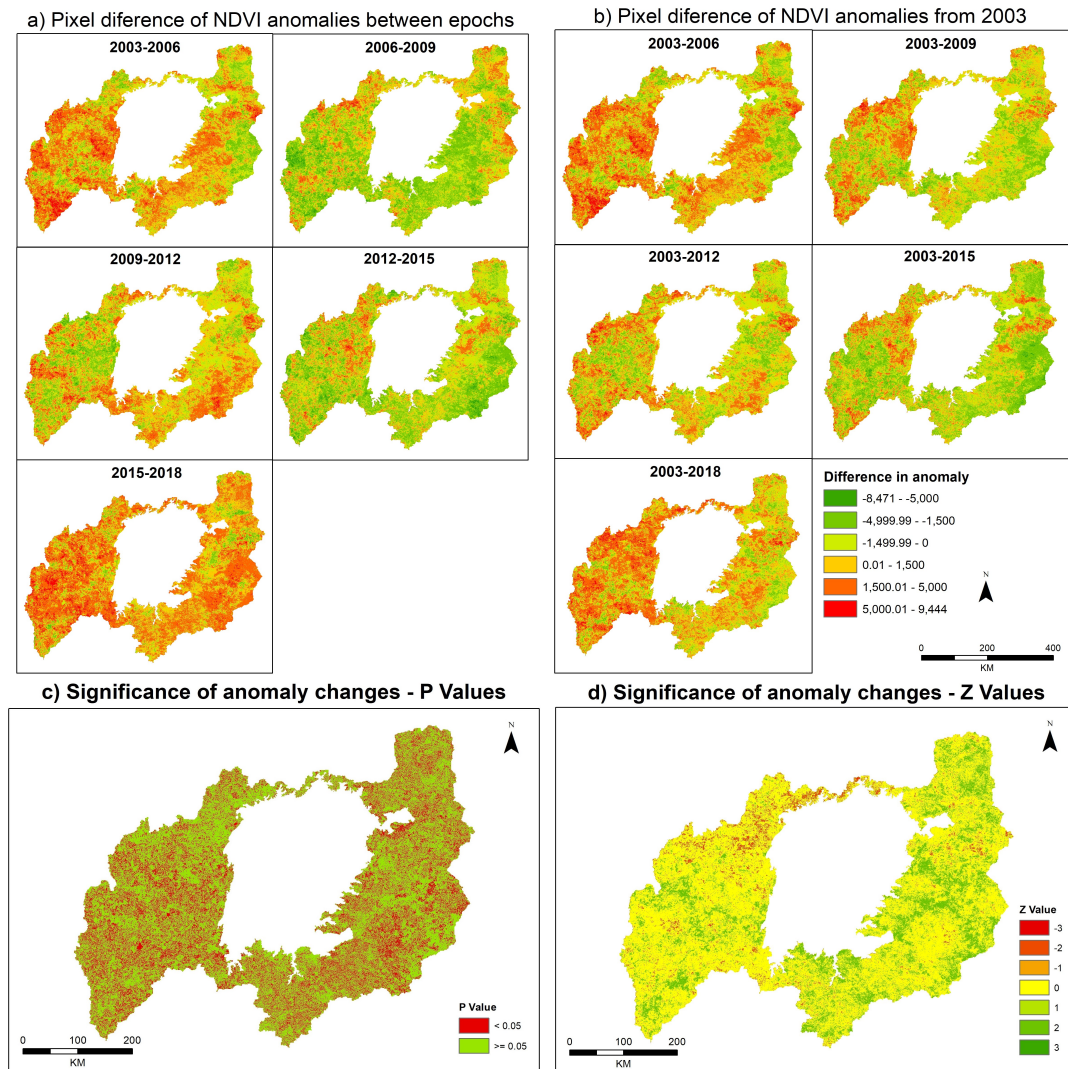 a) Pixel diference of NDVI anomalies between epochs
2003-2006
2006-2009
2009-2012
2012-2015
2015-2018
b) Pixel diference of NDVI anomalies from 2003
2003-2006
2003-2009
2003-2012
2003-2015
2003-2018
Difference in anomaly
-8,471 - -5,000
-4,999.99 - -1,500
-1,499.99 - 0
0.01 - 1,500
1,500.01 - 5,000
5,000.01 - 9,444
N
0 200 400
KM
c) Significance of anomaly changes - P Values
N
P Value
< 0.05
>= 0.05
0 100 200
KM
d) Significance of anomaly changes - Z Values
N
Z Value
-3
-2
-1
0
1
2
3
0 100 200
KM